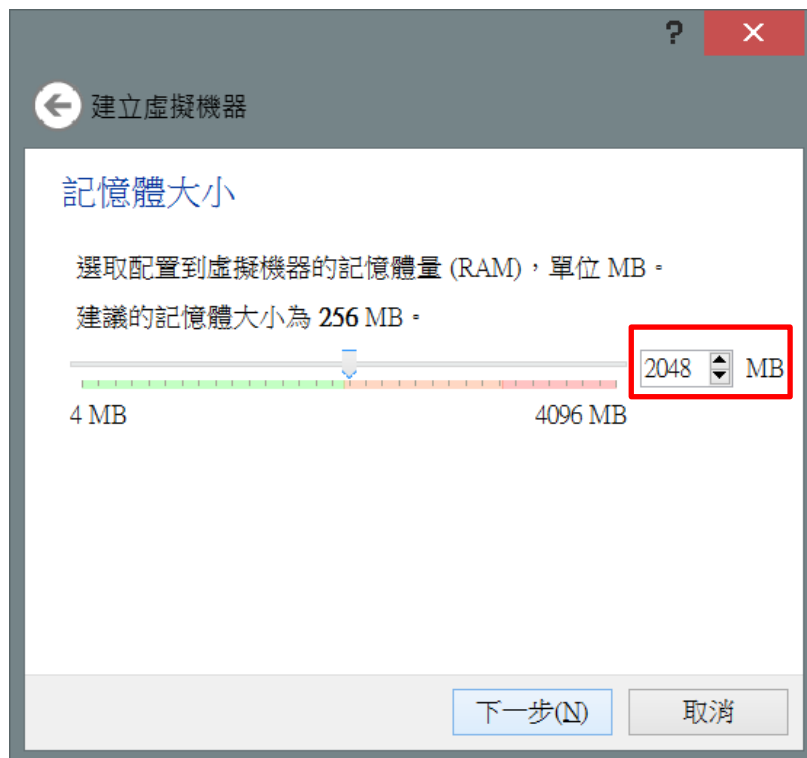 ?
建立虛擬機器
記憶體大小
選取配置到虛擬機器的記憶體量 (RAM)，單位 MB。
建議的記憶體大小為 256 MB。
2048 MB
4 MB 4096 MB
下一步(N) 取消